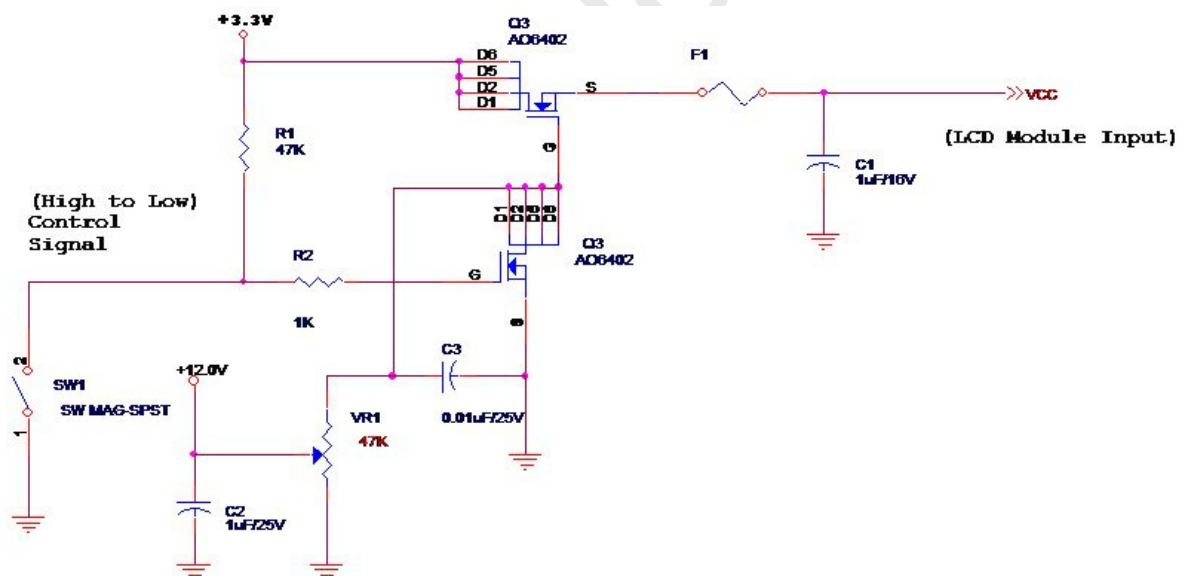 +3.3V
Q3
AO6402
D6
D5
D2
D1
S
G
F1
VCC
(LCD Module Input)
R1
47K
C1
1uF/16V
(High to Low)
Control
Signal
D1
D2
Q3
AO6402
R2
1K
G
S
2
1
SW1
SW MAG-SPST
+12.0V
C3
0.01uF/25V
VR1
47K
C2
1uF/25V